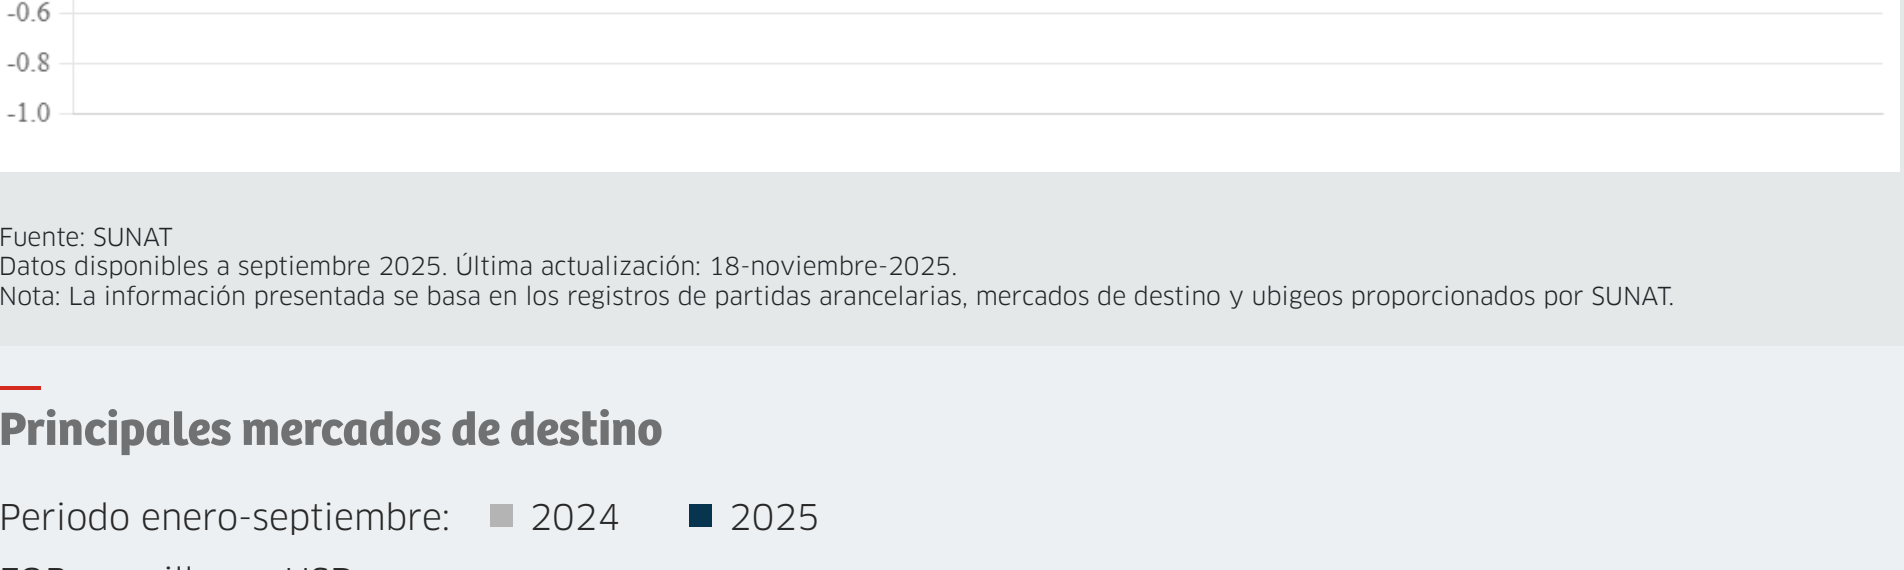 -0.6
-0.8
-1.0
Fuente: SUNAT
Datos disponibles a septiembre 2025. Última actualización: 18-noviembre-2025.
Nota: La información presentada se basa en los registros de partidas arancelarias, mercados de destino y ubigeos proporcionados por SUNAT.
Principales mercados de destino
Periodo enero-septiembre: 2024 2025